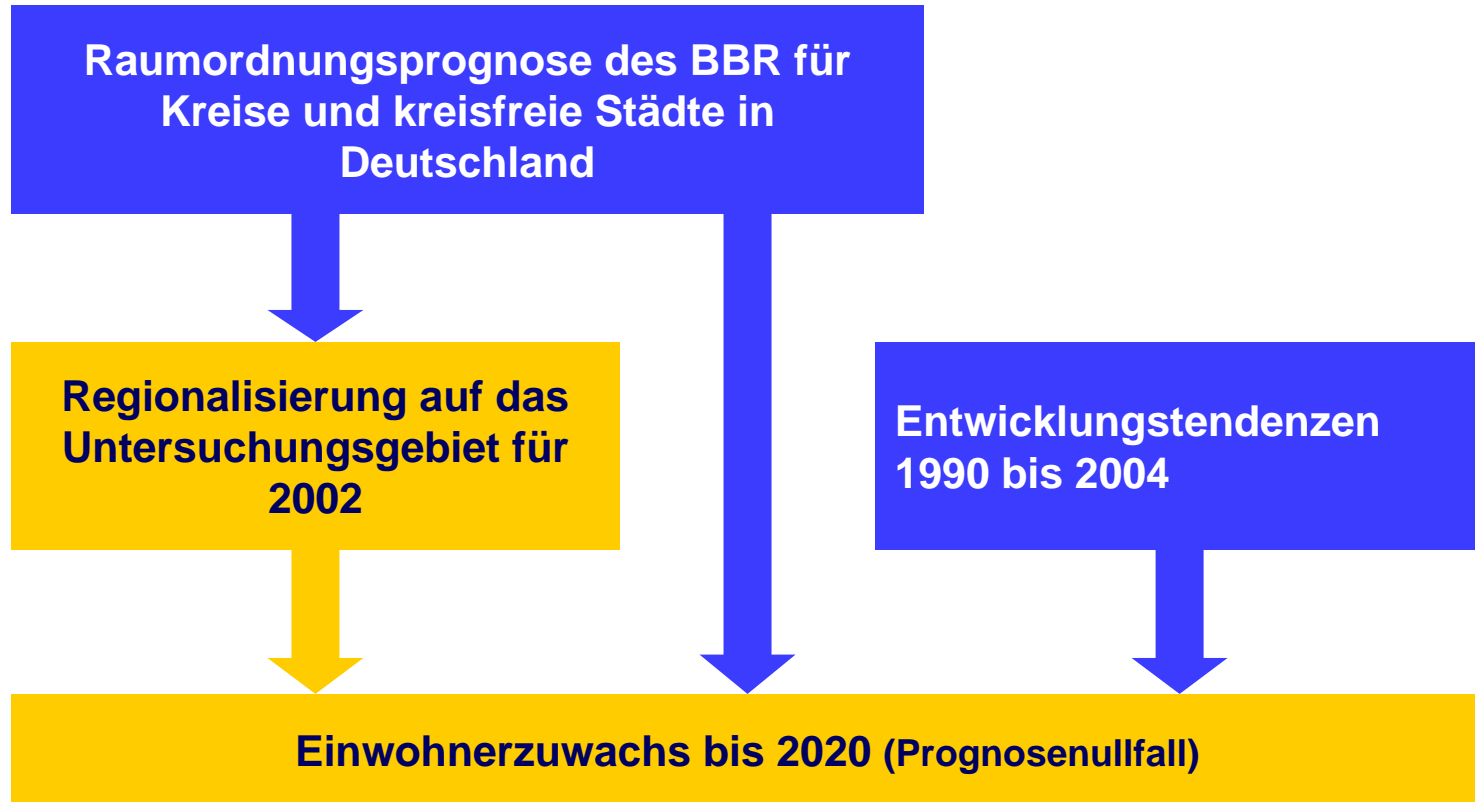 Raumordnungsprognose des BBR für
Kreise und kreisfreie Städte in
Deutschland
Regionalisierung auf das
Untersuchungsgebiet für
2002
Entwicklungstendenzen
1990 bis 2004
Einwohnerzuwachs bis 2020 (Prognosenullfall)